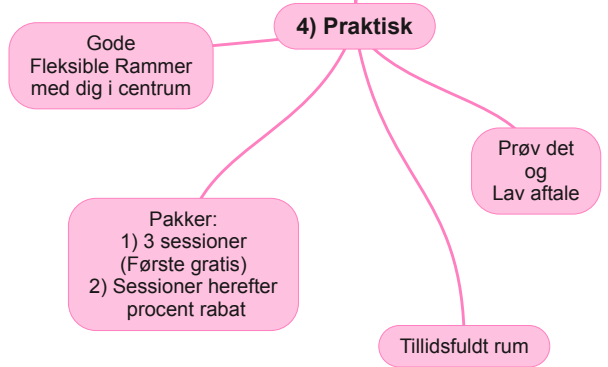 4) Praktisk
Gode
Fleksible Rammer
med dig i centrum
Prøv det
og
Lav aftale
Pakker:
1) 3 sessioner
(Første gratis)
2) Sessioner herefter
procent rabat
Tillidsfuldt rum